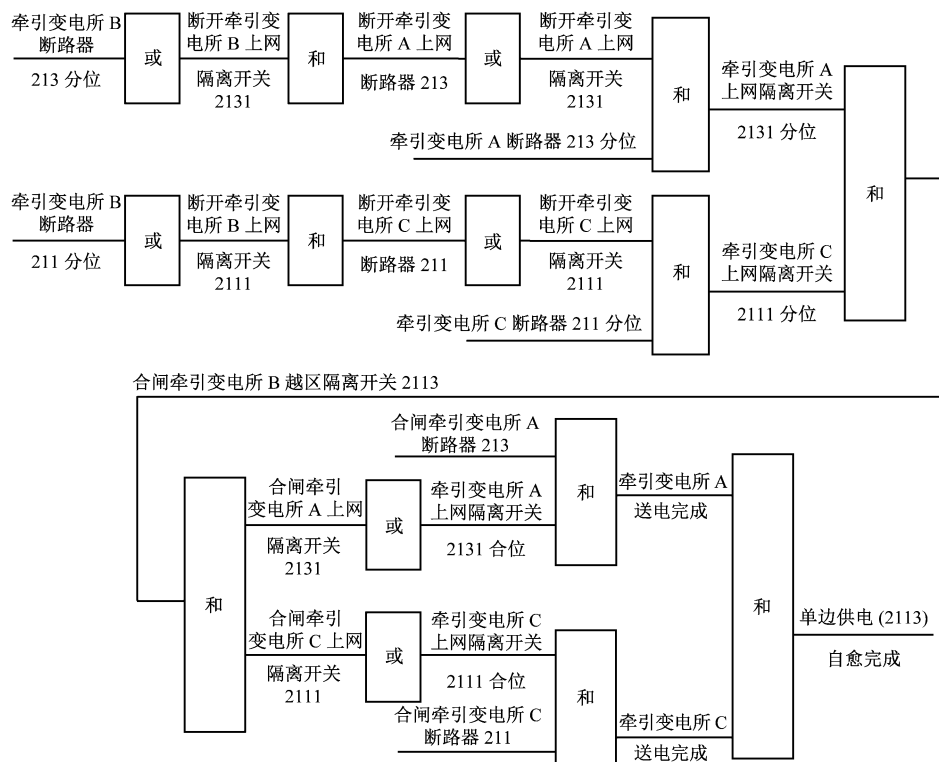 牵引变电所 B
断路器
213 分位
或
断开牵引变
电所 B 上网
隔离开关
2131
和
断开牵引变
电所 A 上网
断路器 213
或
断开牵引变
电所 A 上网
隔离开关
2131
牵引变电所 A 断路器 213 分位
和
牵引变电所 A
上网隔离开关
2131 分位
牵引变电所 B
断路器
211 分位
或
断开牵引变
电所 B 上网
隔离开关
2111
和
断开牵引变
电所 C 上网
断路器 211
或
断开牵引变
电所 C 上网
隔离开关
2111
牵引变电所 C 断路器 211 分位
和
牵引变电所 C
上网隔离开关
2111 分位
和
合闸牵引变电所 B 越区隔离开关 2113
和
合闸牵引
变电所 A 上网
隔离开关
2131
或
牵引变电所 A
上网隔离开关
2131 合位
合闸牵引变电所 A
断路器 213
和
牵引变电所 A
送电完成
合闸牵引
变电所 C 上网
隔离开关
2111
或
牵引变电所 C
上网隔离开关
2111 合位
合闸牵引变电所 C
断路器 211
和
牵引变电所 C
送电完成
和
单边供电 (2113)
自愈完成